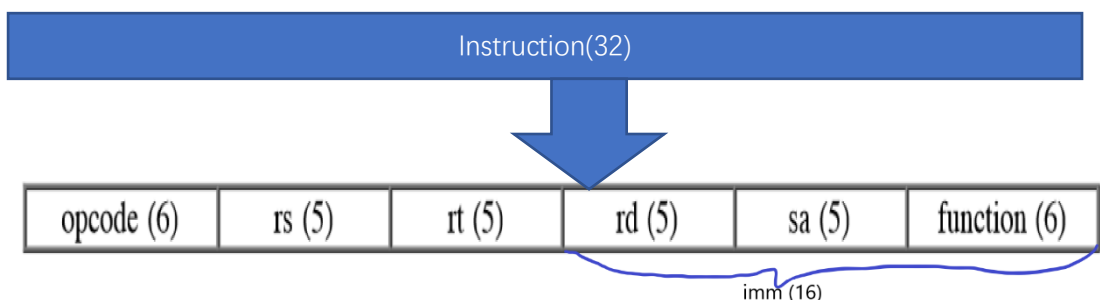 Instruction(32)
opcode (6) rs (5) rt (5) rd (5) sa (5) function (6)
imm (16)